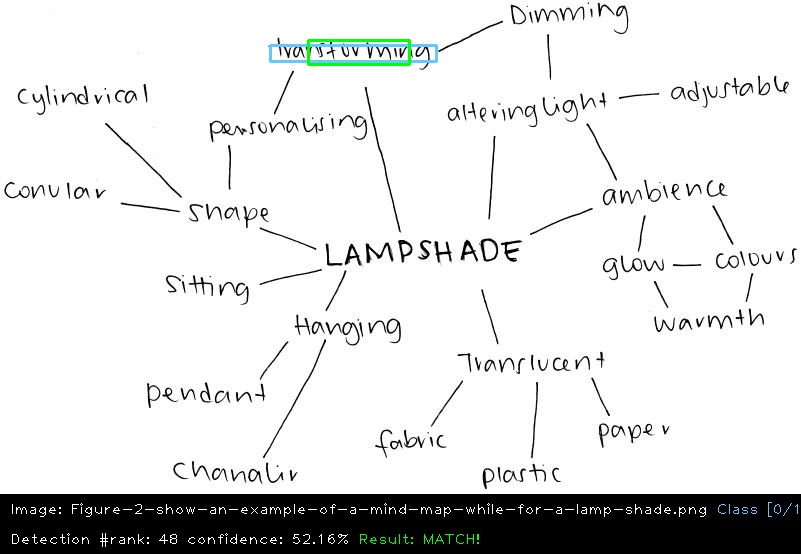 Dimming
Transforming
Cylindrical
altering light
adjustable
personalising
Conular
Shape
ambience
LAMPSHADE
glow
colours
Sitting
Hanging
warmth
Translucent
pendant
fabric
paper
Chanalir
plastic
Image: Figure-2-show-an-example-of-a-mind-map-while-for-a-lamp-shade.png Class [0/1
Detection #rank: 48 confidence: 52.16% Result: MATCH!